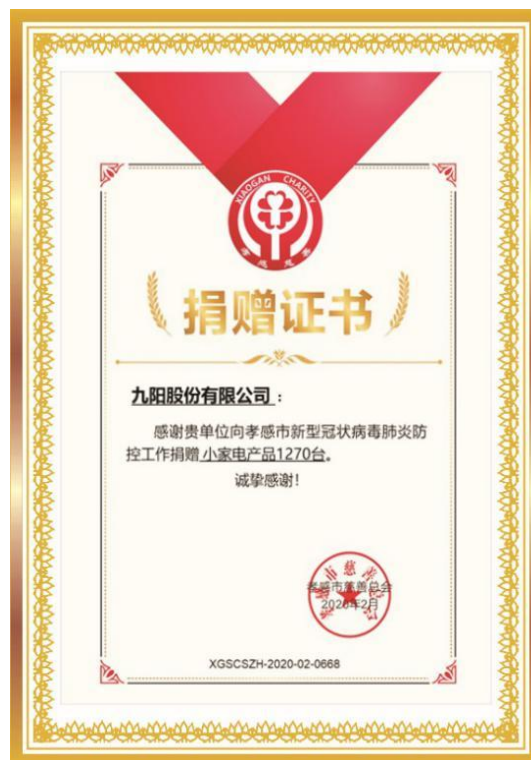 XIAOGAN CHARITY
孝感慈善
捐赠证书
九阳股份有限公司：
感谢贵单位向孝感市新型冠状病毒肺炎防
控工作捐赠 小家电产品1270台。
诚挚感谢！
孝感市慈善总会
2020年2月
XGSCSZH-2020-02-0668